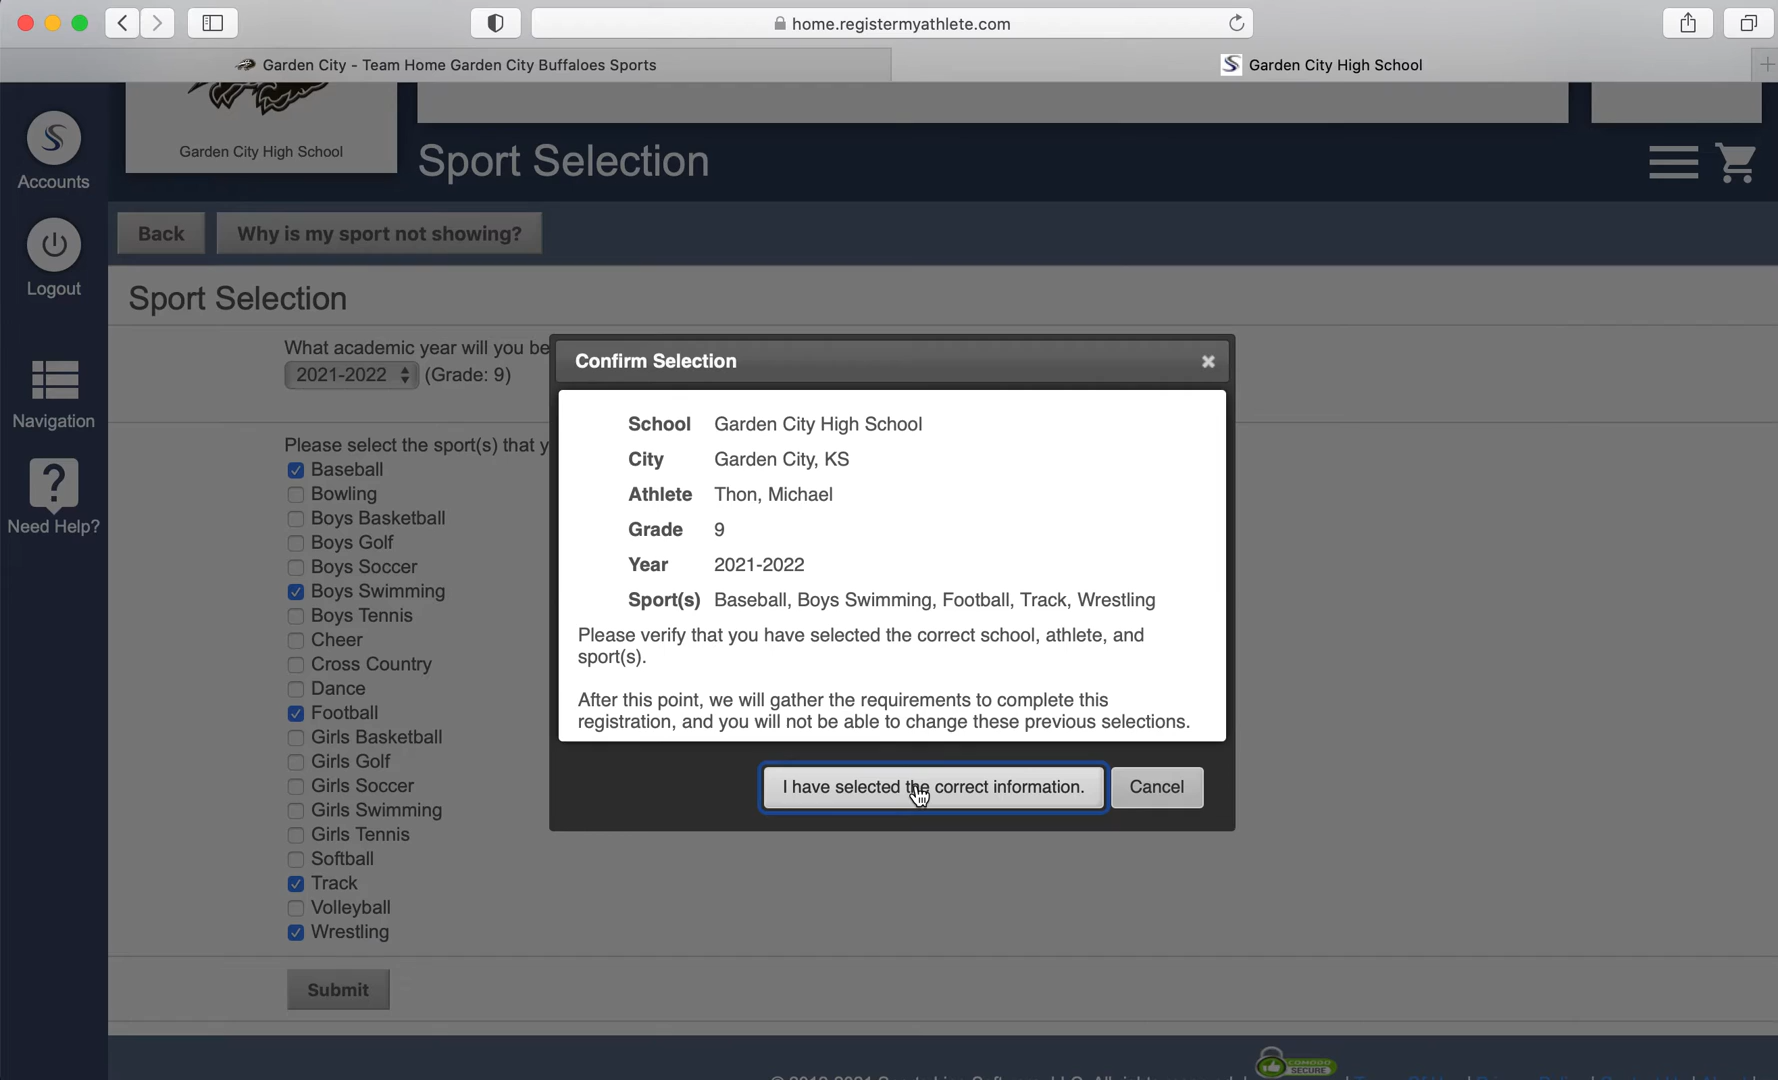 home.registermyathlete.com
Garden City - Team Home Garden City Buffaloes Sports
Garden City High School
Accounts
Logout
Navigation
Need Help?
Garden City High School
Sport Selection
Back
Why is my sport not showing?
Sport Selection
What academic year will you be
2021-2022 (Grade: 9)
Please select the sport(s) that y
Baseball
Bowling
Boys Basketball
Boys Golf
Boys Soccer
Boys Swimming
Boys Tennis
Cheer
Cross Country
Dance
Football
Girls Basketball
Girls Golf
Girls Soccer
Girls Swimming
Girls Tennis
Softball
Track
Volleyball
Wrestling
Submit
Confirm Selection
School Garden City High School
City Garden City, KS
Athlete Thon, Michael
Grade 9
Year 2021-2022
Sport(s) Baseball, Boys Swimming, Football, Track, Wrestling
Please verify that you have selected the correct school, athlete, and
sport(s).
After this point, we will gather the requirements to complete this
registration, and you will not be able to change these previous selections.
I have selected the correct information.
Cancel
COMODO
SECURE